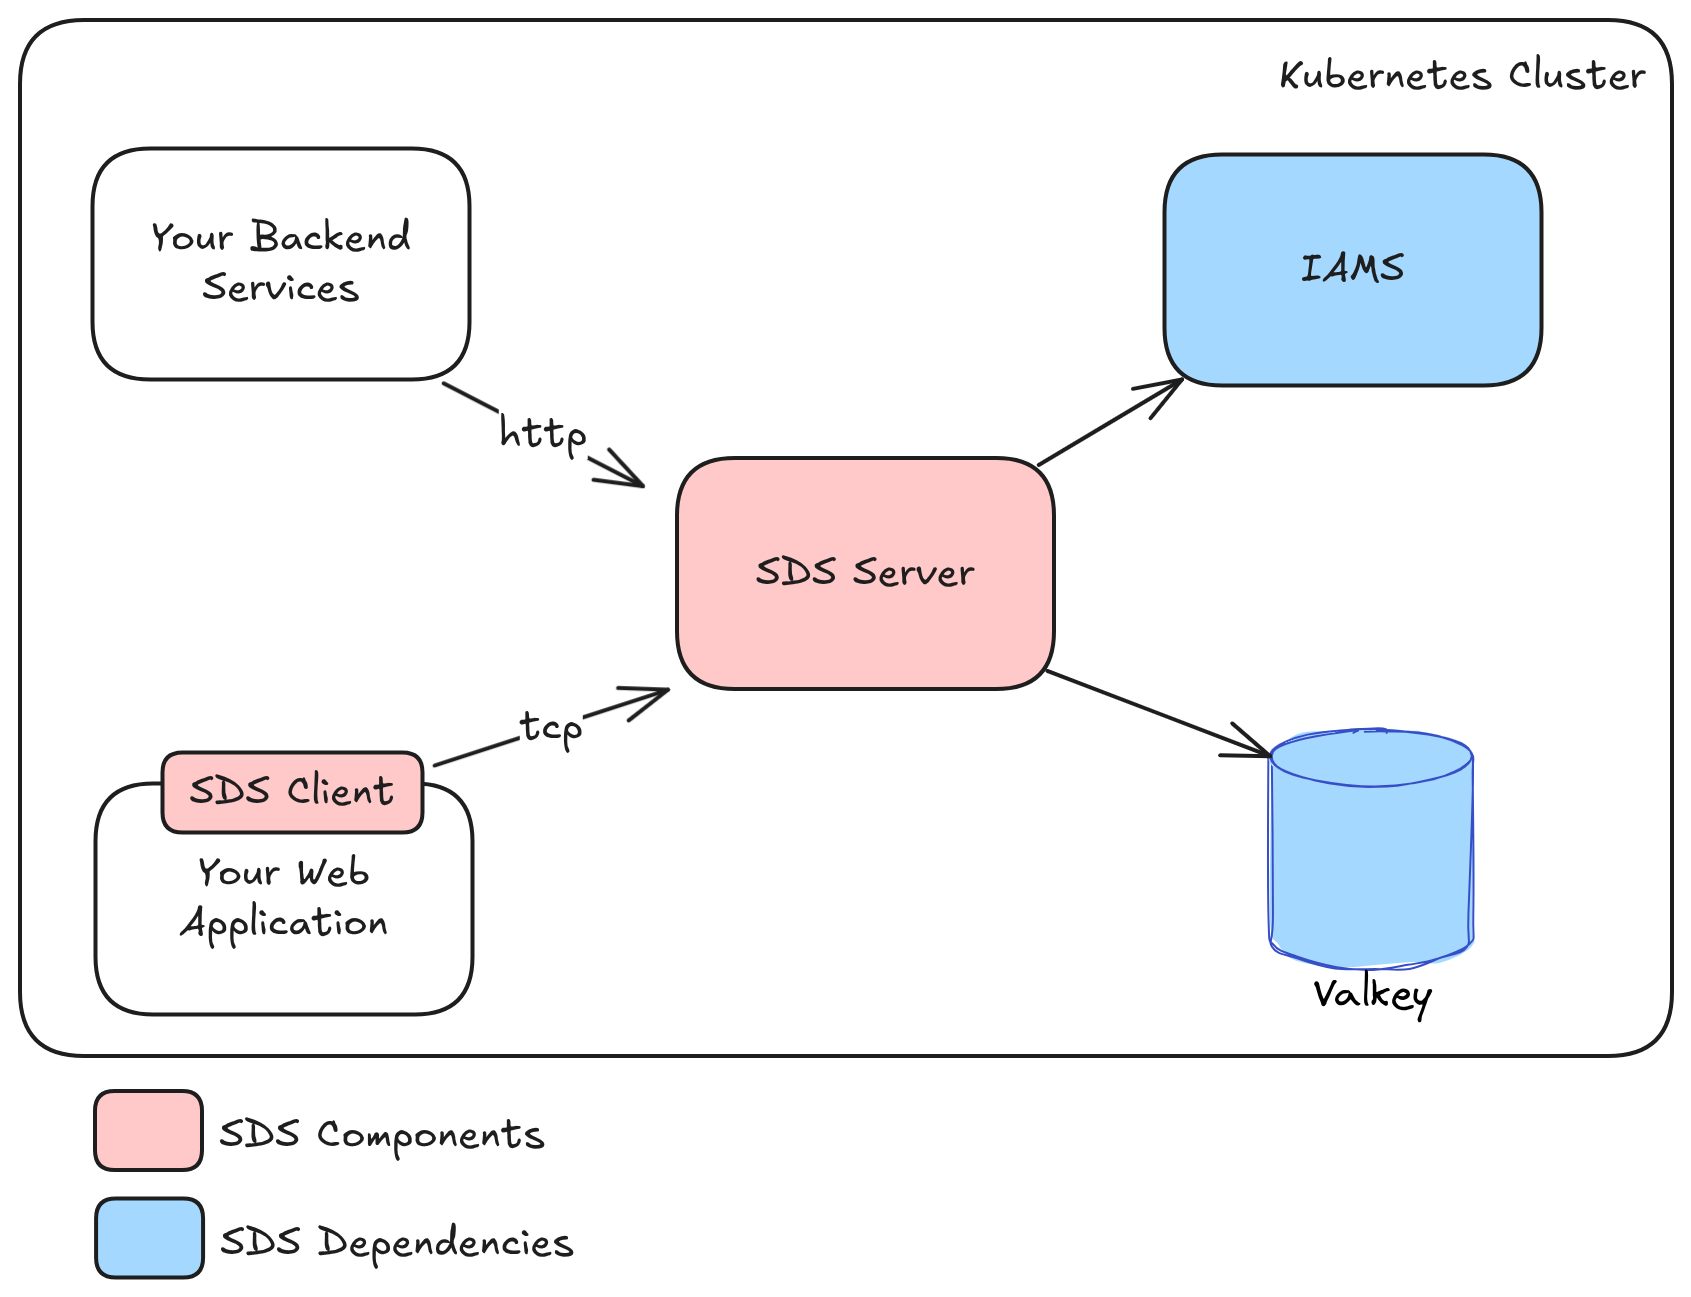 Kubernetes Cluster
Your Backend
Services
IAMS
http
SDS Server
tcp
SDS Client
Your Web
Application
Valkey
SDS Components
SDS Dependencies